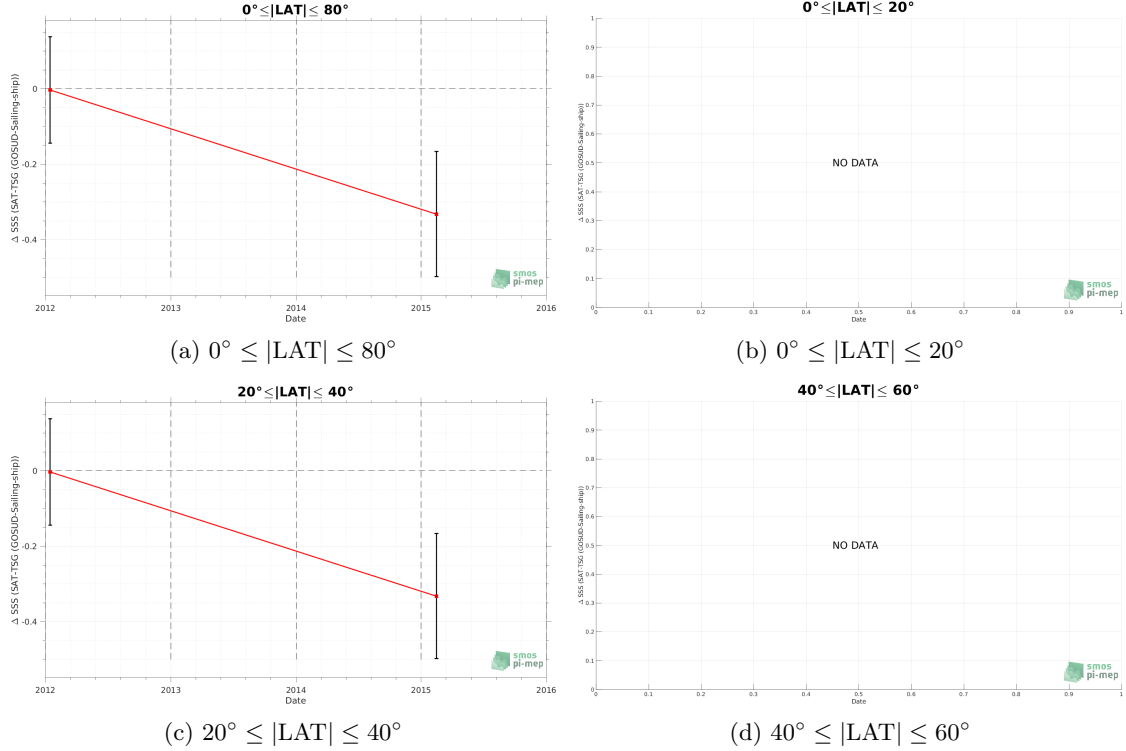 0°≤|LAT|≤ 80°
Δ SSS (SAT-TSG (GOSUD-Sailing-ship))
0
-0.2
-0.4
2012 2013 2014 2015 2016
Date
smos
pi-mep
(a) 0° ≤ |LAT| ≤ 80°
0°≤|LAT|≤ 20°
Δ SSS (SAT-TSG (GOSUD-Sailing-ship))
1
0.9
0.8
0.7
0.6
0.5
0.4
0.3
0.2
0.1
0
NO DATA
0 0.1 0.2 0.3 0.4 0.5 0.6 0.7 0.8 0.9 1
Date
smos
pi-mep
(b) 0° ≤ |LAT| ≤ 20°
20°≤|LAT|≤ 40°
Δ SSS (SAT-TSG (GOSUD-Sailing-ship))
0
-0.2
-0.4
2012 2013 2014 2015 2016
Date
smos
pi-mep
(c) 20° ≤ |LAT| ≤ 40°
40°≤|LAT|≤ 60°
Δ SSS (SAT-TSG (GOSUD-Sailing-ship))
1
0.9
0.8
0.7
0.6
0.5
0.4
0.3
0.2
0.1
0
NO DATA
0 0.1 0.2 0.3 0.4 0.5 0.6 0.7 0.8 0.9 1
Date
smos
pi-mep
(d) 40° ≤ |LAT| ≤ 60°